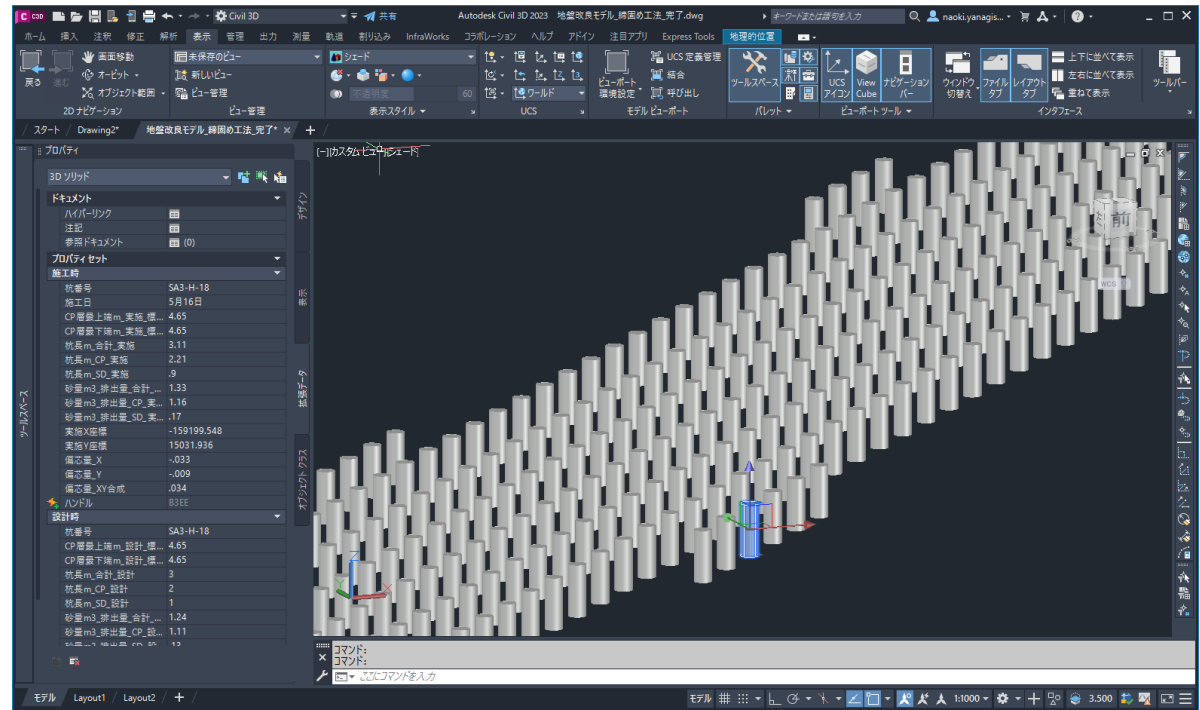 C C3D Civil 3D 共有 Autodesk Civil 3D 2023 地盤改良モデル_締固め工法_完了.dwg キーワードまたは語句を入力 naoki.yanagis...
ホーム 挿入 注釈 修正 解析 表示 管理 出力 測量 軌道 割り込み InfraWorks コラボレーション ヘルプ アドイン 注目アプリ Express Tools 地理的位置
戻る 進む 画面移動 未保存のビュー シェード UCS 定義管理 上下に並べて表示
オービット 新しいビュー 結合 左右に並べて表示
オブジェクト範囲 ビュー管理 不透明度 60 ワールド 呼び出し 重ねて表示
ビューポート環境設定 ツールスペース UCS アイコン View Cube ナビゲーション バー ウィンドウ切替え ファイル タブ レイアウト タブ ツールバー
2D ナビゲーション ビュー管理 表示スタイル UCS モデル ビューポート パレット ビューポート ツール インタフェース
スタート Drawing2* 地盤改良モデル_締固め工法_完了* × +
プロパティ
[−][カスタム ビュー][シェード]
3D ソリッド
ドキュメント
ハイパーリンク
注記
参照ドキュメント (0)
プロパティ セット
施工時
杭番号 SA3-H-18
施工日 5月16日
CP層最上端m_実施_標... 4.65
CP層最下端m_実施_標... 4.65
杭長m_合計_実施 3.11
杭長m_CP_実施 2.21
杭長m_SD_実施 .9
砂量m3_排出量_合計_... 1.33
砂量m3_排出量_CP_実... 1.16
砂量m3_排出量_SD_実... .17
実施X座標 -159199.548
実施Y座標 15031.936
偏芯量_X -.033
偏芯量_Y -.009
偏芯量_XY合成 .034
ハンドル B3EE
設計時
杭番号 SA3-H-18
CP層最上端m_設計_標... 4.65
CP層最下端m_設計_標... 4.65
杭長m_合計_設計 3
杭長m_CP_設計 2
杭長m_SD_設計 1
砂量m3_排出量_合計_... 1.24
砂量m3_排出量_CP_設... 1.11
ツールスペース
デザイン
表示
拡張データ
オブジェクト クラス
前
WCS
Z
Y
X
コマンド:
コマンド:
ここにコマンドを入力
モデル Layout1 Layout2 +
モデル 1:1000 3.500